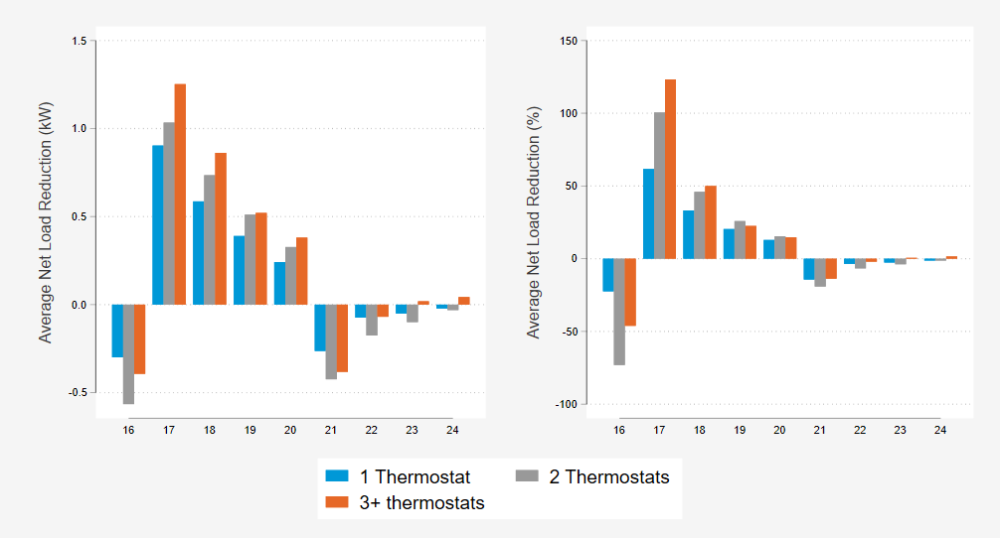 Average Net Load Reduction (kW)
1.5
1.0
0.5
0.0
-0.5
16 17 18 19 20 21 22 23 24
Average Net Load Reduction (%)
150
100
50
0
-50
-100
16 17 18 19 20 21 22 23 24
1 Thermostat
2 Thermostats
3+ thermostats